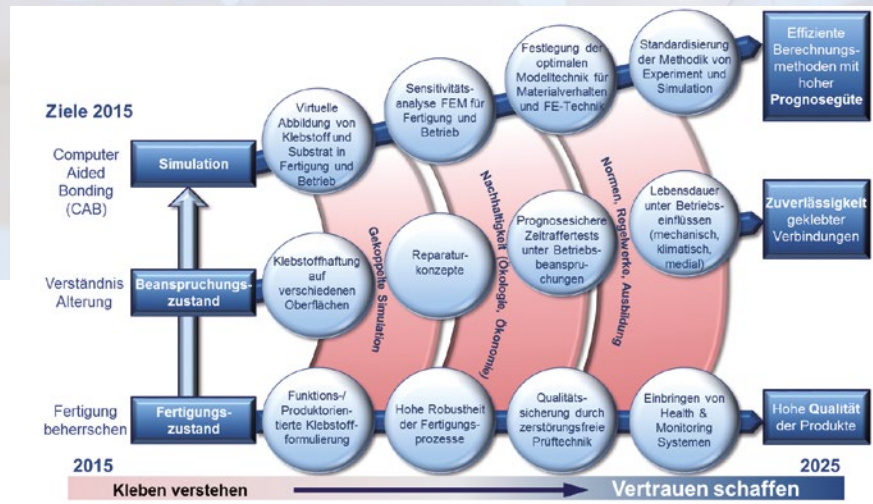 Ziele 2015
Computer
Aided
Bonding
(CAB)
Simulation
Virtuelle
Abbildung von
Klebstoff und
Substrat in
Fertigung und
Betrieb
Sensitivitäts-
analyse FEM für
Fertigung und
Betrieb
Festlegung der
optimalen
Modelltechnik für
Materialverhalten
und FE-Technik
Standardisierung
der Methodik von
Experiment und
Simulation
Effiziente
Berechnungs-
methoden mit
hoher
Prognosegüte
Verständnis
Alterung
Beanspruchungs-
zustand
Klebstoffhaftung
auf
verschiedenen
Oberflächen
Gekoppelte Simulation
Reparatur-
konzepte
Nachhaltigkeit (Ökologie, Ökonomie)
Prognosesichere
Zeitraffertests
unter Betriebs-
beanspru-
chungen
Normen, Regelwerke, Ausbildung
Lebensdauer
unter Betriebs-
einflüssen
(mechanisch,
klimatisch,
medial)
Zuverlässigkeit
geklebter
Verbindungen
Fertigung
beherrschen
Fertigungs-
zustand
Funktions-/
Produktorien-
tierte Klebstoff-
formulierung
Hohe Robustheit
der Fertigungs-
prozesse
Qualitäts-
sicherung durch
zerstörungsfreie
Prüftechnik
Einbringen von
Health &
Monitoring
Systemen
Hohe Qualität
der Produkte
2015
2025
Kleben verstehen
Vertrauen schaffen